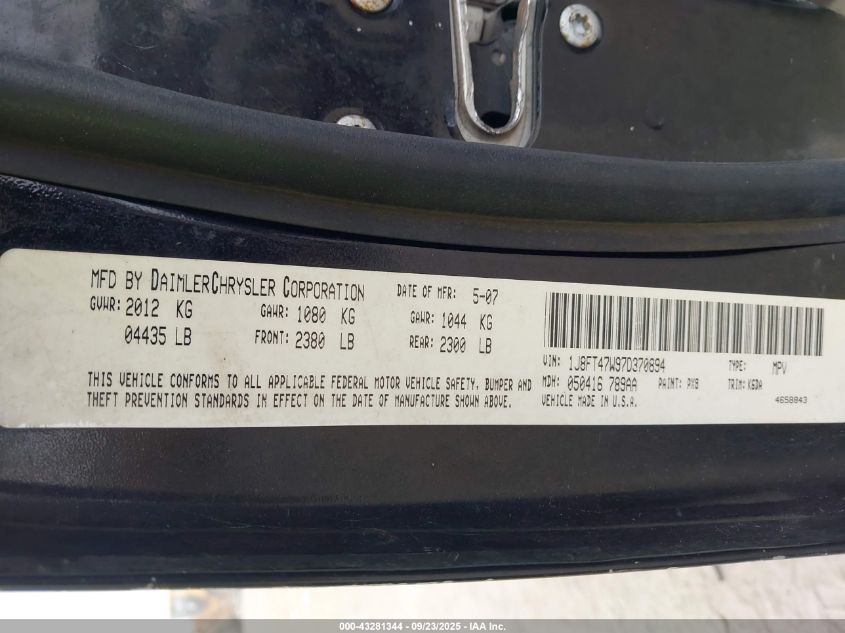 MFD BY DAIMLERCHRYSLER CORPORATION DATE OF MFR: 5-07
GVWR: 2012 KG GAWR: 1080 KG GAWR: 1044 KG
04435 LB FRONT: 2380 LB REAR: 2300 LB
THIS VEHICLE CONFORMS TO ALL APPLICABLE FEDERAL MOTOR VEHICLE SAFETY, BUMPER AND
THEFT PREVENTION STANDARDS IN EFFECT ON THE DATE OF MANUFACTURE SHOWN ABOVE.
VIN: 1J8FT47W97D370894 TYPE: MPV
MDH: 050416 789AA PAINT: PXB TRIM: K6DA
VEHICLE MADE IN U.S.A. 4658843
000-43281344 / 09/23/2025 - IAA Inc.